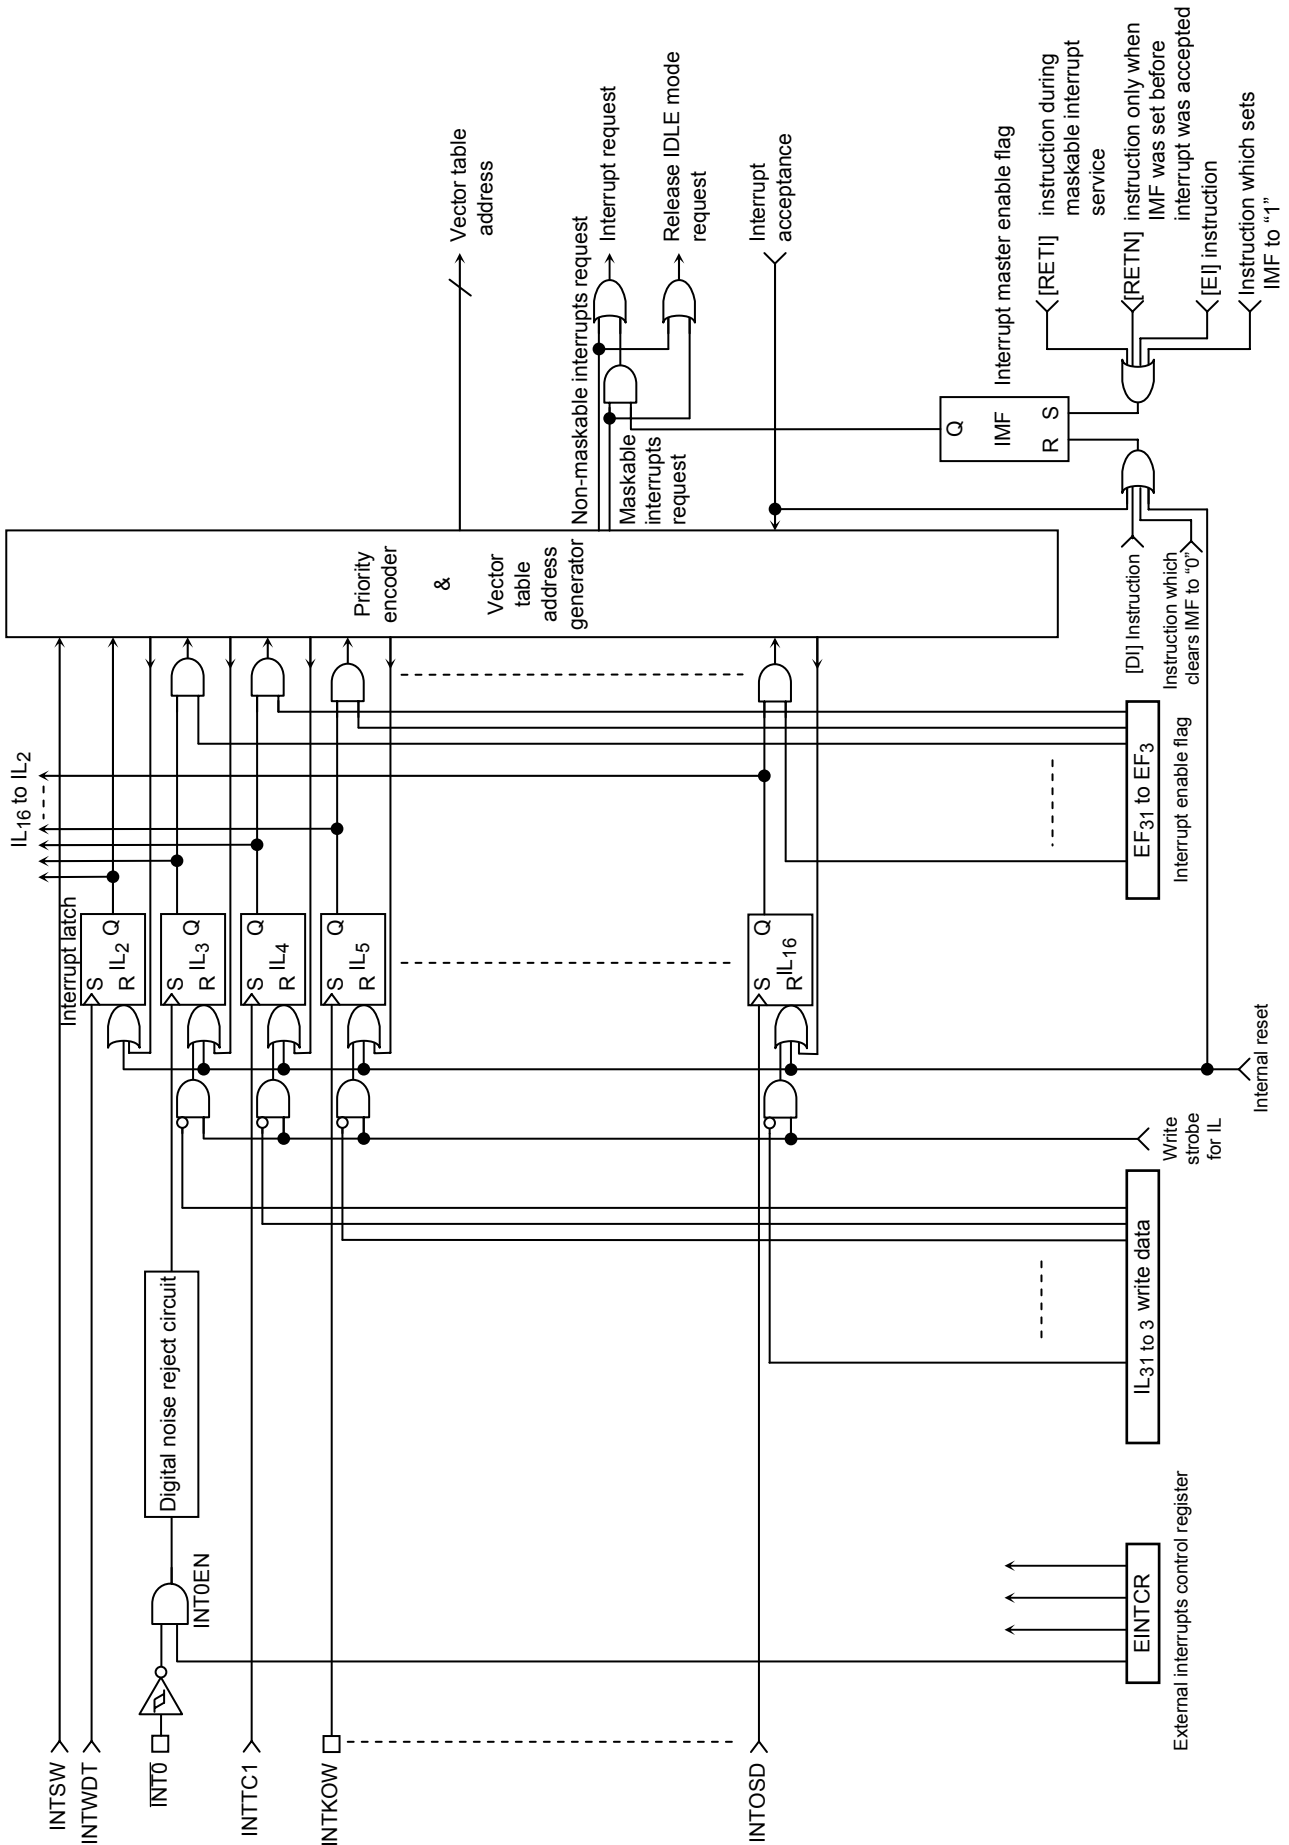 INTSW
INTWDT
INT0
INTTC1
INTKOW
INTOSD
INT0EN
Digital noise reject circuit
EINTCR
External interrupts control register
IL31 to 3 write data
Write
strobe
for IL
Internal reset
Interrupt latch
S
R
Q
IL2
S
R
Q
IL3
S
R
Q
IL4
S
R
Q
IL5
S
R
Q
IL16
IL16 to IL2
EF31 to EF3
Interrupt enable flag
Priority
encoder
&
Vector
table
address
generator
Vector table
address
Non-maskable interrupts request
Maskable
interrupts
request
Interrupt request
Release IDLE mode
request
Interrupt
acceptance
Interrupt master enable flag
Q
IMF
R
S
[DI] Instruction
Instruction which
clears IMF to “0”
[RETI] instruction during
maskable interrupt
service
[RETN] instruction only when
IMF was set before
interrupt was accepted
[EI] instruction
Instruction which sets
IMF to “1”